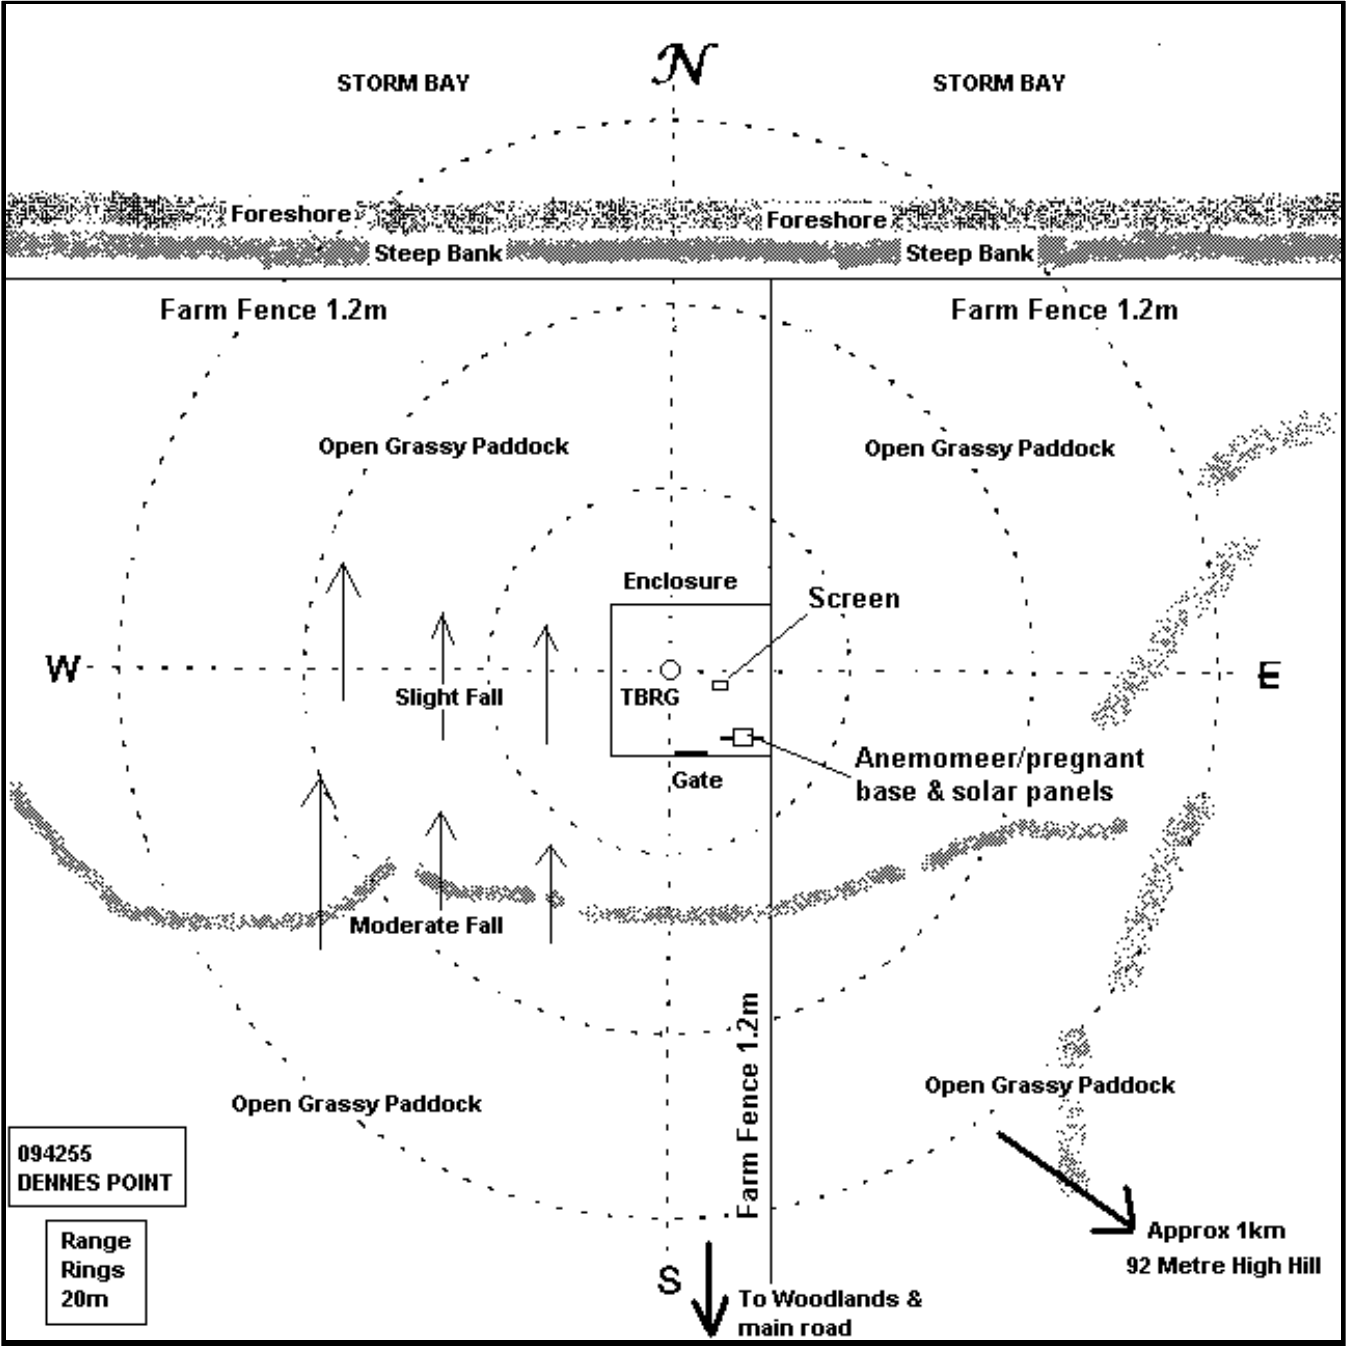 N
STORM BAY
STORM BAY
Foreshore
Foreshore
Steep Bank
Steep Bank
Farm Fence 1.2m
Farm Fence 1.2m
Open Grassy Paddock
Open Grassy Paddock
Enclosure
Screen
W
E
Slight Fall
TBRG
Anemomeer/pregnant
base & solar panels
Gate
Moderate Fall
Farm Fence 1.2m
Open Grassy Paddock
Open Grassy Paddock
094255
DENNES POINT
Range
Rings
20m
Approx 1km
92 Metre High Hill
S
To Woodlands &
main road